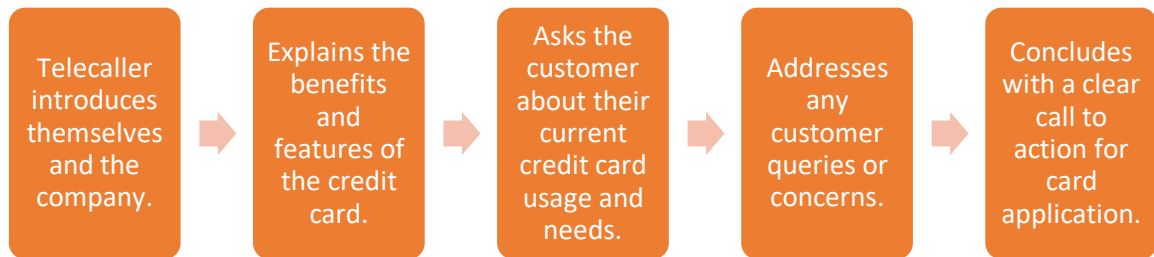 Telecaller
introduces
themselves
and the
company.
Explains the
benefits
and
features of
the credit
card.
Asks the
customer
about their
current
credit card
usage and
needs.
Addresses
any
customer
queries or
concerns.
Concludes
with a clear
call to
action for
card
application.